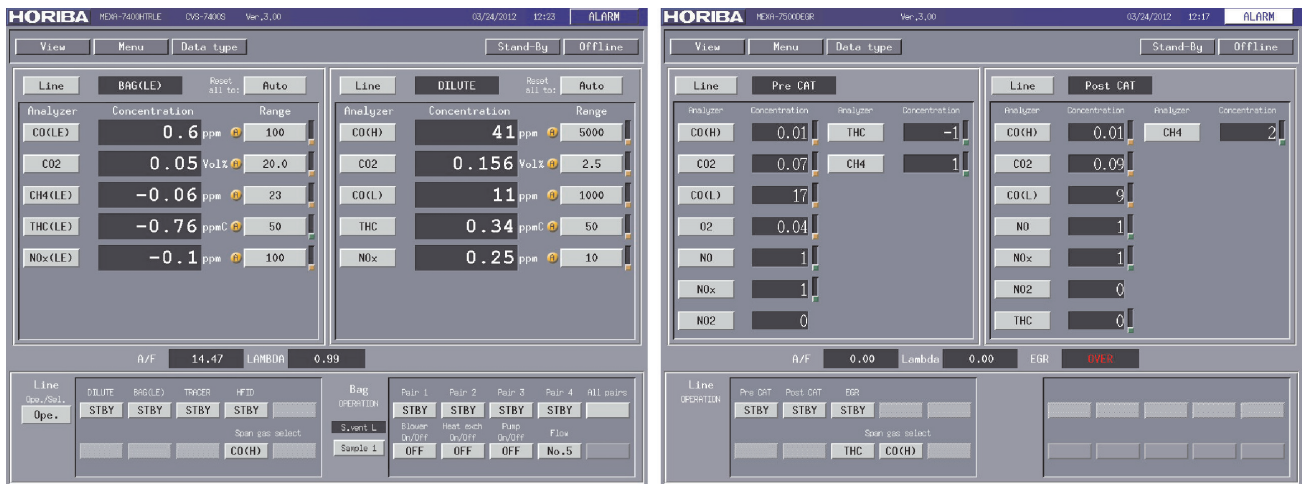 HORIBA MEXA-7400HTRLE CVS-7400S Ver.3.00 03/24/2012 12:23 ALARM
View Menu Data type Stand-By Offline
Line BAG(LE) Reset all to: Auto
Analyzer Concentration Range
CO(LE) 0.6 ppm A 100
CO2 0.05 Vol% A 20.0
CH4(LE) -0.06 ppm A 23
THC(LE) -0.76 ppmC A 50
NOx(LE) -0.1 ppm A 100
Line DILUTE Reset all to: Auto
Analyzer Concentration Range
CO(H) 41 ppm A 5000
CO2 0.156 Vol% A 2.5
CO(L) 11 ppm A 1000
THC 0.34 ppmC A 50
NOx 0.25 ppm A 10
A/F 14.47 LAMBDA 0.99
Line
Ope./Sel.
Ope.
DILUTE BAG(LE) TRACER HFID
STBY STBY STBY STBY
Span gas select
CO(H)
Bag
OPERATION
S.vent L
Sample 1
Pair 1 Pair 2 Pair 3 Pair 4 All pairs
STBY STBY STBY STBY
Blower On/Off Heat exch On/Off Pump On/Off Flow
OFF OFF OFF No.5
HORIBA MEXA-7500DEGR Ver.3.00 03/24/2012 12:17 ALARM
View Menu Data type Stand-By Offline
Line Pre CAT
Analyzer Concentration Analyzer Concentration
CO(H) 0.01 THC -1
CO2 0.07 CH4 1
CO(L) 17
O2 0.04
NO 1
NOx 1
NO2 0
Line Post CAT
Analyzer Concentration Analyzer Concentration
CO(H) 0.01 CH4 2
CO2 0.09
CO(L) 9
NO 1
NOx 1
NO2 0
THC 0
A/F 0.00 Lambda 0.00 EGR OVER
Line
OPERATION
Pre CAT Post CAT EGR
STBY STBY STBY
Span gas select
THC CO(H)